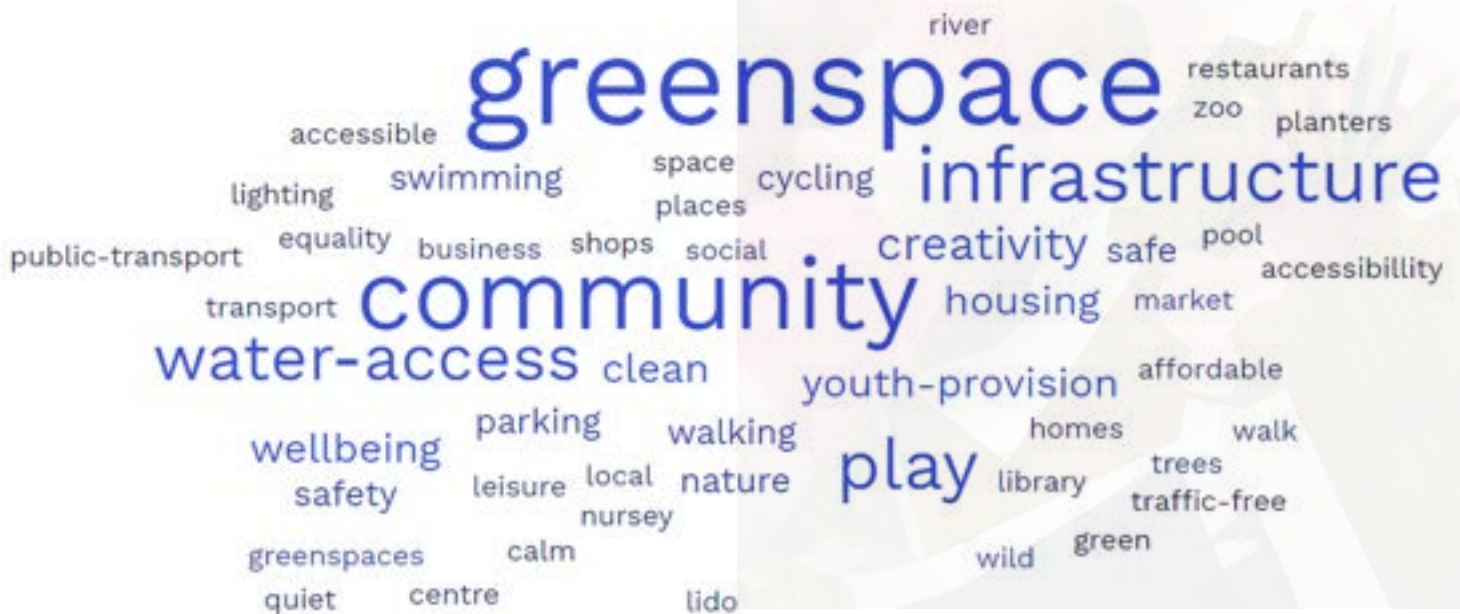 river
greenspace
restaurants
zoo
planters
accessible
space
swimming
cycling
infrastructure
lighting
places
public-transport
equality
business
shops
social
creativity
safe
pool
accessibillity
transport
community
housing
market
water-access
clean
youth-provision
affordable
parking
walking
homes
walk
wellbeing
play
trees
safety
leisure
local
nature
library
traffic-free
nursey
greenspaces
calm
wild
green
quiet
centre
lido